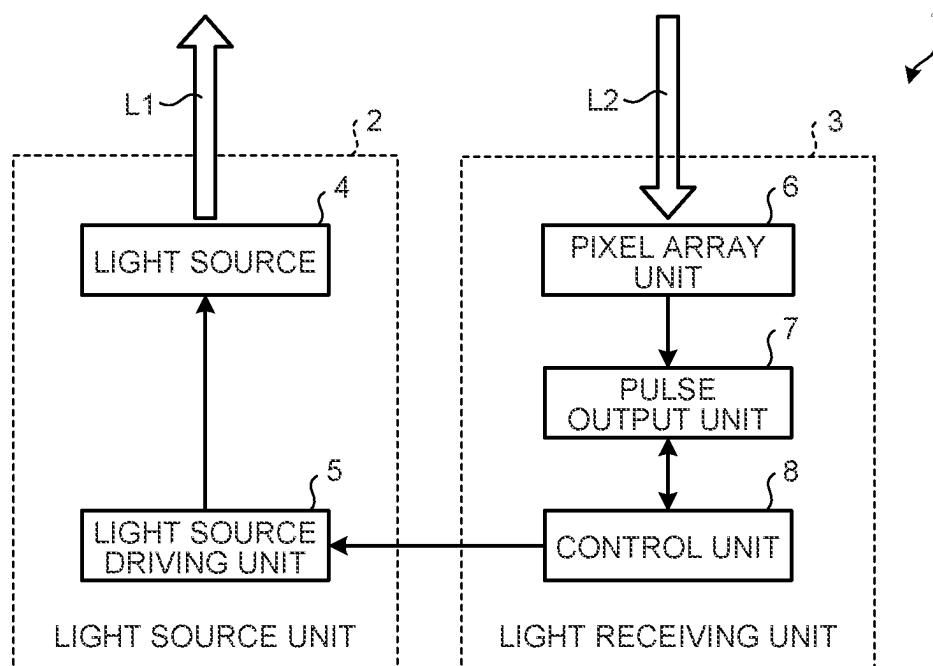 L1
L2
2
3
4
LIGHT SOURCE
6
PIXEL ARRAY
UNIT
7
PULSE
OUTPUT UNIT
5
LIGHT SOURCE
DRIVING UNIT
8
CONTROL UNIT
LIGHT SOURCE UNIT
LIGHT RECEIVING UNIT